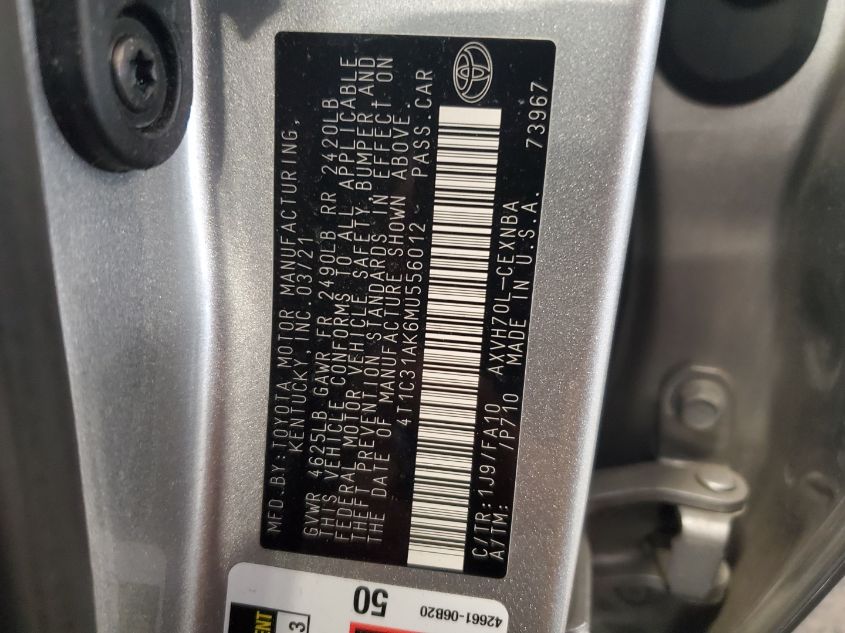 MFD.BY:TOYOTA MOTOR MANUFACTURING,
KENTUCKY, INC. 03/21
GVWR 4625LB GAWR FR 2490LB RR 2420LB
THIS VEHICLE CONFORMS TO ALL APPLICABLE
FEDERAL MOTOR VEHICLE SAFETY, BUMPER, AND
THEFT PREVENTION STANDARDS IN EFFECT ON
THE DATE OF MANUFACTURE SHOWN ABOVE.
4T1C31AK6MU556012 - PASS.CAR
C/TR:1J9/FA10 AXVH70L-CEXNBA
A/TM: /P710 MADE IN U.S.A. 73967
50
42661-06B20
3